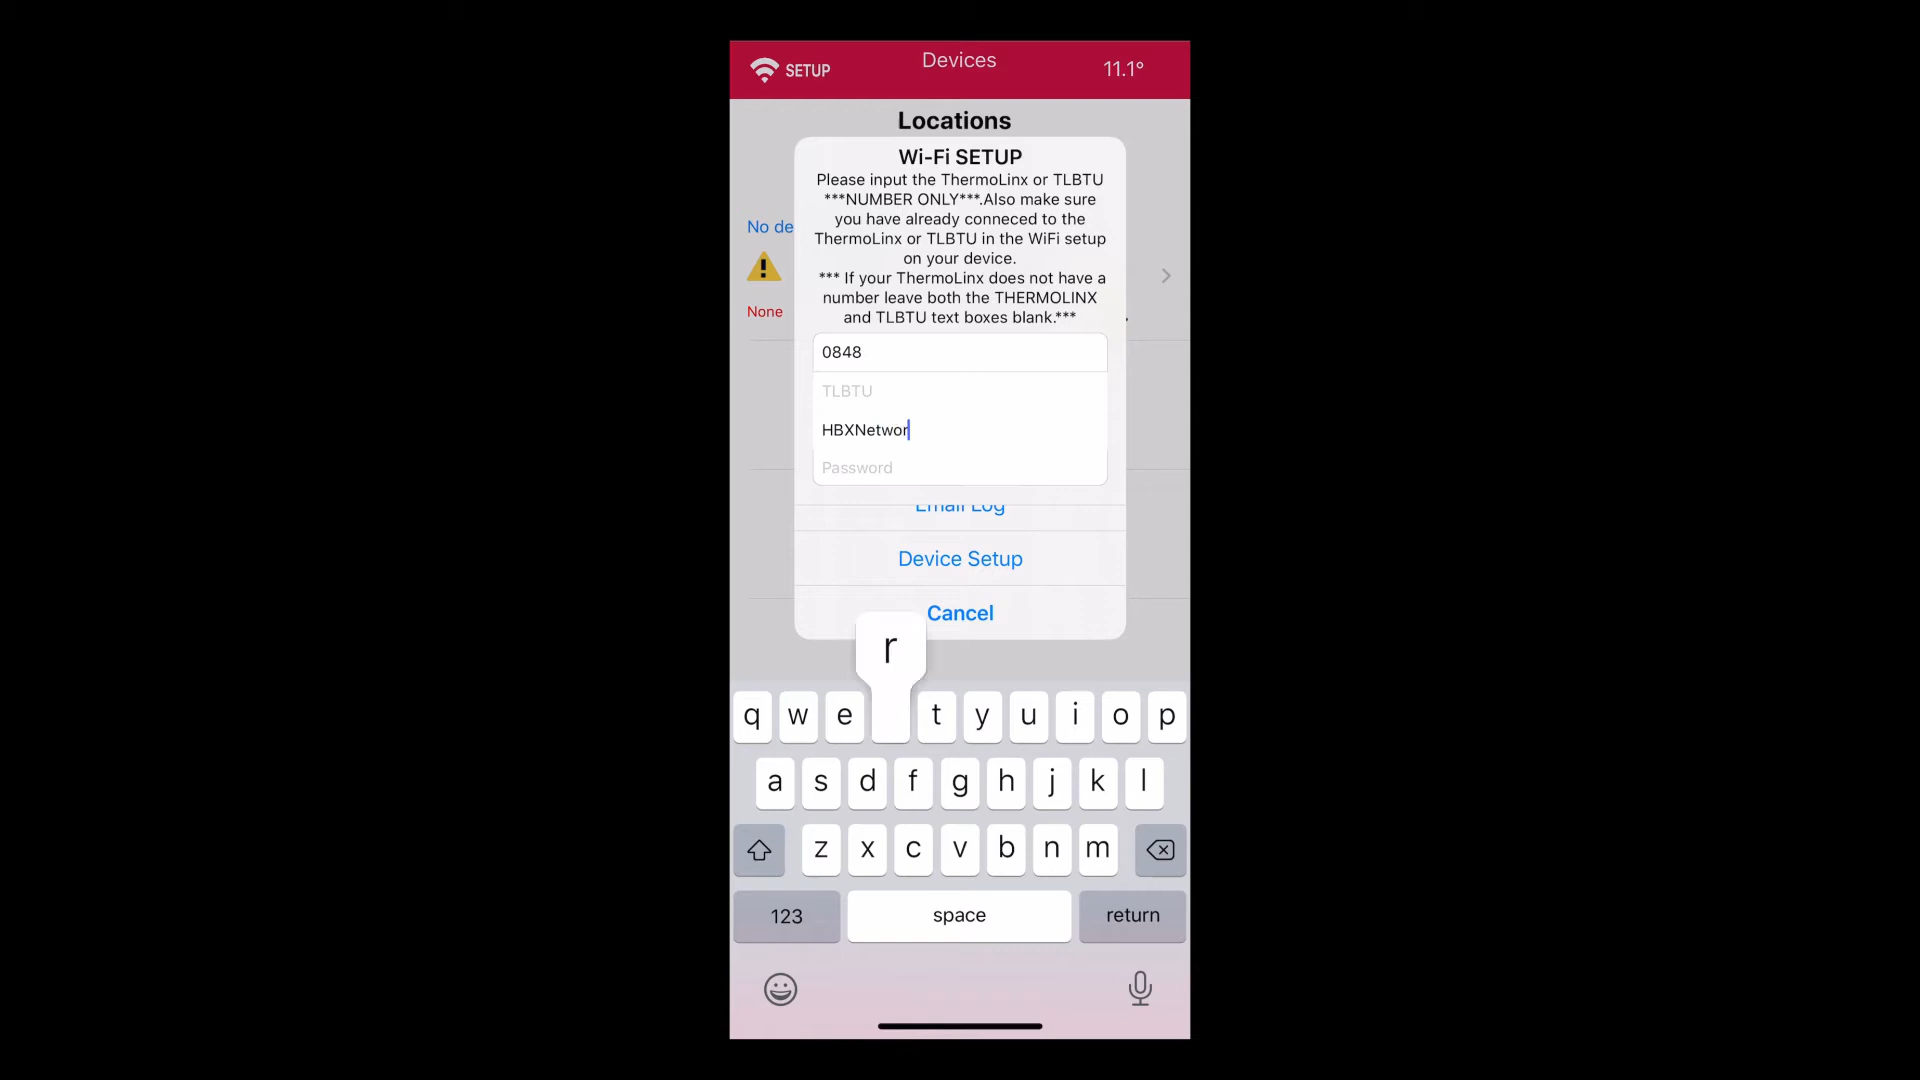 SETUP
Devices
11.1°
Locations
Wi-Fi SETUP
Please input the ThermoLinx or TLBTU
***NUMBER ONLY***.Also make sure
you have already conneced to the
ThermoLinx or TLBTU in the WiFi setup
on your device.
*** If your ThermoLinx does not have a
number leave both the THERMOLINX
and TLBTU text boxes blank.***
No de
None
0848
TLBTU
HBXNetwor
Password
Email Log
Device Setup
Cancel
r
q w e t y u i o p
a s d f g h j k l
z x c v b n m
123 space return